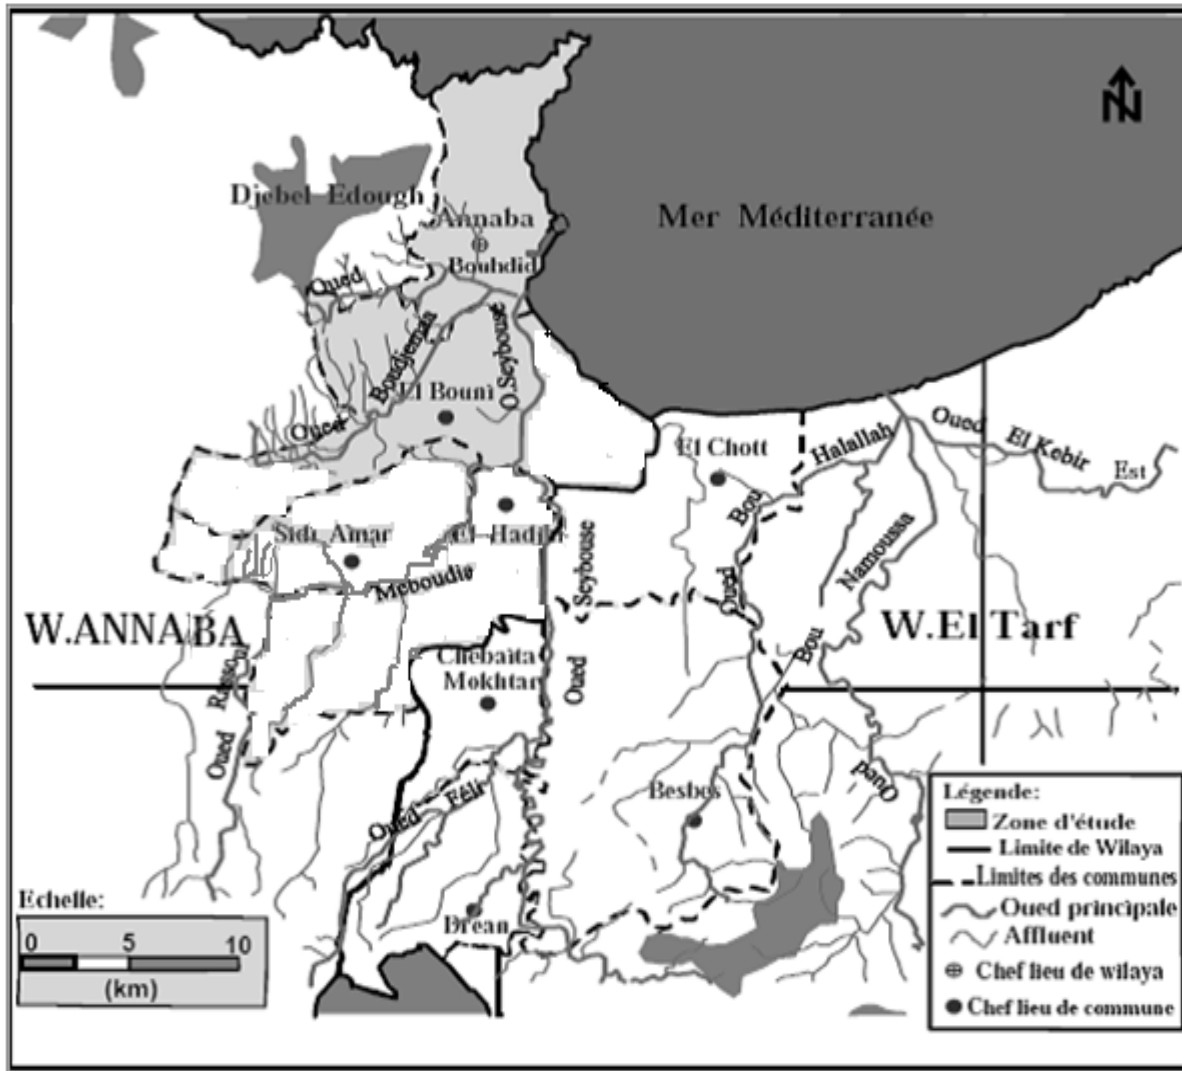 N
Djebel Edough
Annaba
Mer Méditerranée
Bouhdid
Oued
O.Seybouse
Boudjemaa
El Bouni
Oued
El Chott
Halallah
Oued
El Kebir
Est
Bou
Sidi Amar
El Hadjar
Seybouse
Namoussa
Meboudja
Oued
W.ANNABA
W.El Tarf
Bou
Chebaita
Mokhtar
Oued
Oued
Oued
Besbes
Oued
Drean
Légende:
Zone d'étude
Limite de Wilaya
Limites des communes
Oued principale
Affluent
Chef lieu de wilaya
Chef lieu de commune
Echelle:
0 5 10
(km)